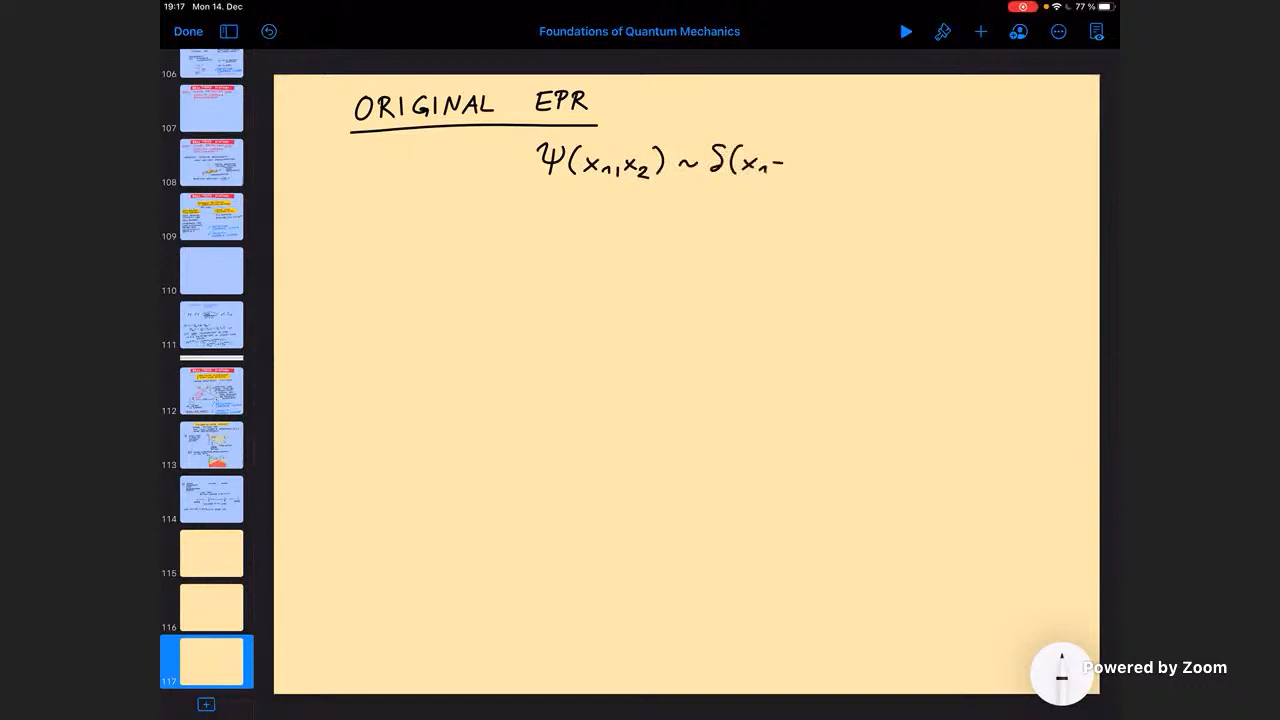 19:17 Mon 14. Dec
77 %
Done
Foundations of Quantum Mechanics
106
107
108
109
110
111
112
113
114
115
116
117
ORIGINAL EPR
Ψ(x₁,x₂) ~ δ(x₁-
Powered by Zoom